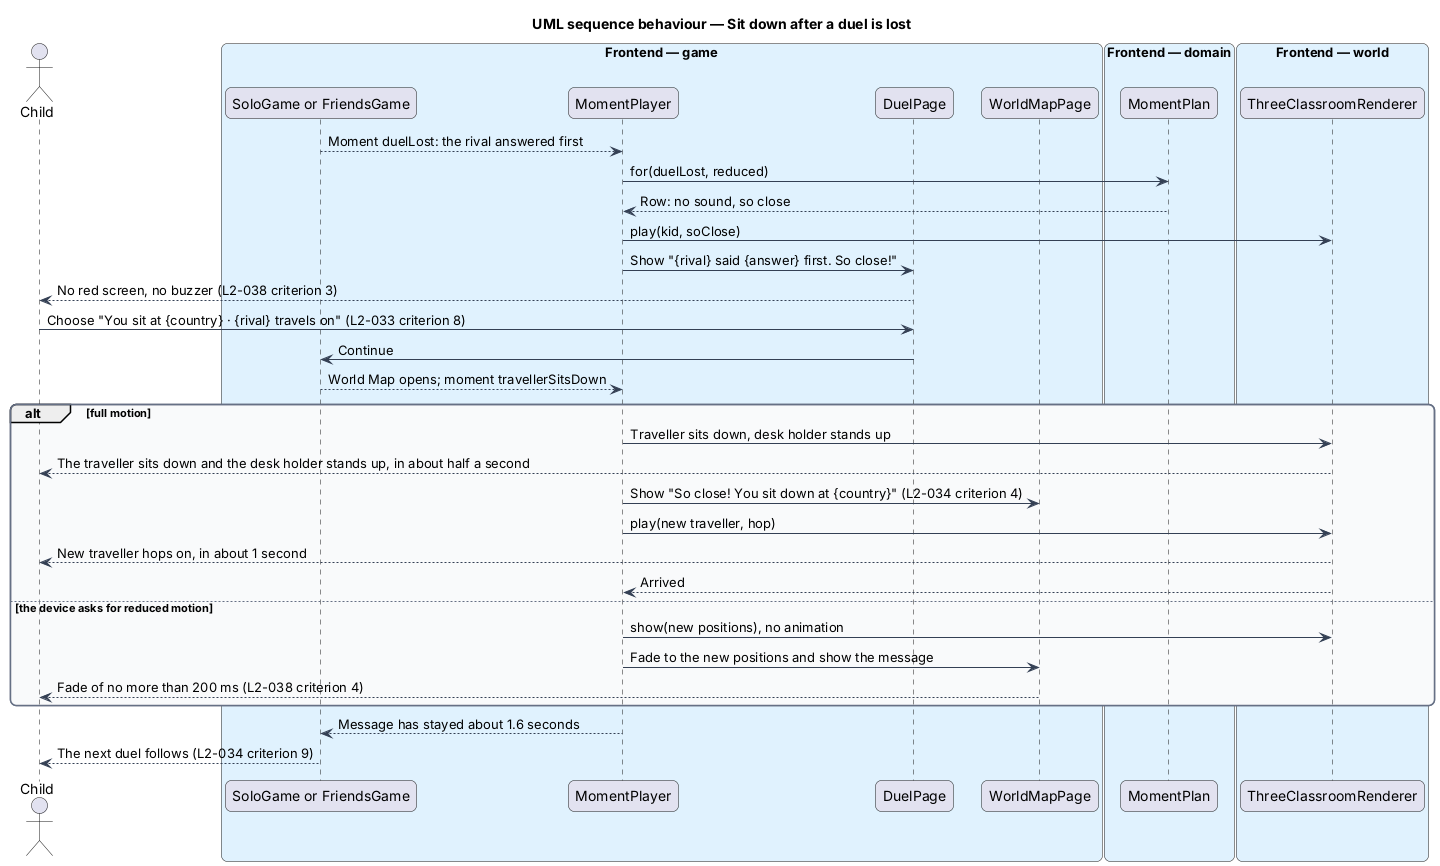 UML sequence behaviour — Sit down after a duel is lost
Frontend — game
Frontend — domain
Frontend — world
Child
SoloGame or FriendsGame
MomentPlayer
DuelPage
WorldMapPage
MomentPlan
ThreeClassroomRenderer
Moment duelLost: the rival answered first
for(duelLost, reduced)
Row: no sound, so close
play(kid, soClose)
Show "{rival} said {answer} first. So close!"
No red screen, no buzzer (L2-038 criterion 3)
Choose "You sit at {country} · {rival} travels on" (L2-033 criterion 8)
Continue
World Map opens; moment travellerSitsDown
alt
[full motion]
Traveller sits down, desk holder stands up
The traveller sits down and the desk holder stands up, in about half a second
Show "So close! You sit down at {country}" (L2-034 criterion 4)
play(new traveller, hop)
New traveller hops on, in about 1 second
Arrived
[the device asks for reduced motion]
show(new positions), no animation
Fade to the new positions and show the message
Fade of no more than 200 ms (L2-038 criterion 4)
Message has stayed about 1.6 seconds
The next duel follows (L2-034 criterion 9)
Child
SoloGame or FriendsGame
MomentPlayer
DuelPage
WorldMapPage
MomentPlan
ThreeClassroomRenderer